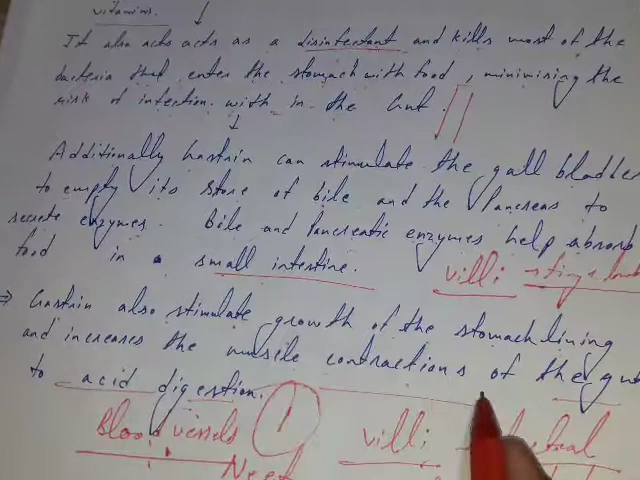 vitamins.
It also acts acts as a disinfectant and kills most of the
bacteria that enter the stomach with food, minimising the
risk of infection. with in the Gut.
Additionally Gastrin can stimulate the gall bladder
to empty its store of bile and the Pancreas to
secrete enzymes. Bile and Pancreatic enzymes help absorb
food in a small intestine.
villi
⇒ Gastrin also stimulate growth of the stomach lining
and increases the muscle contractions of the gut
to acid digestion.
Blood vessels villi
Need